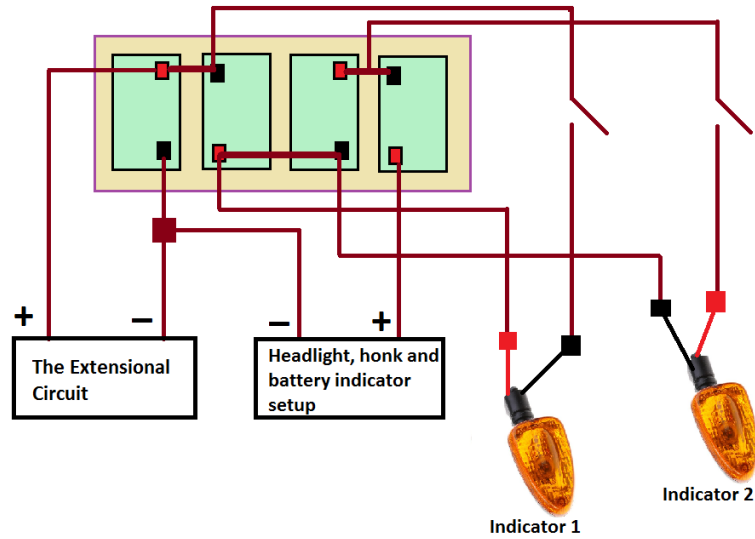 +
−
−
+
The Extensional
Circuit
Headlight, honk and
battery indicator
setup
Indicator 1
Indicator 2